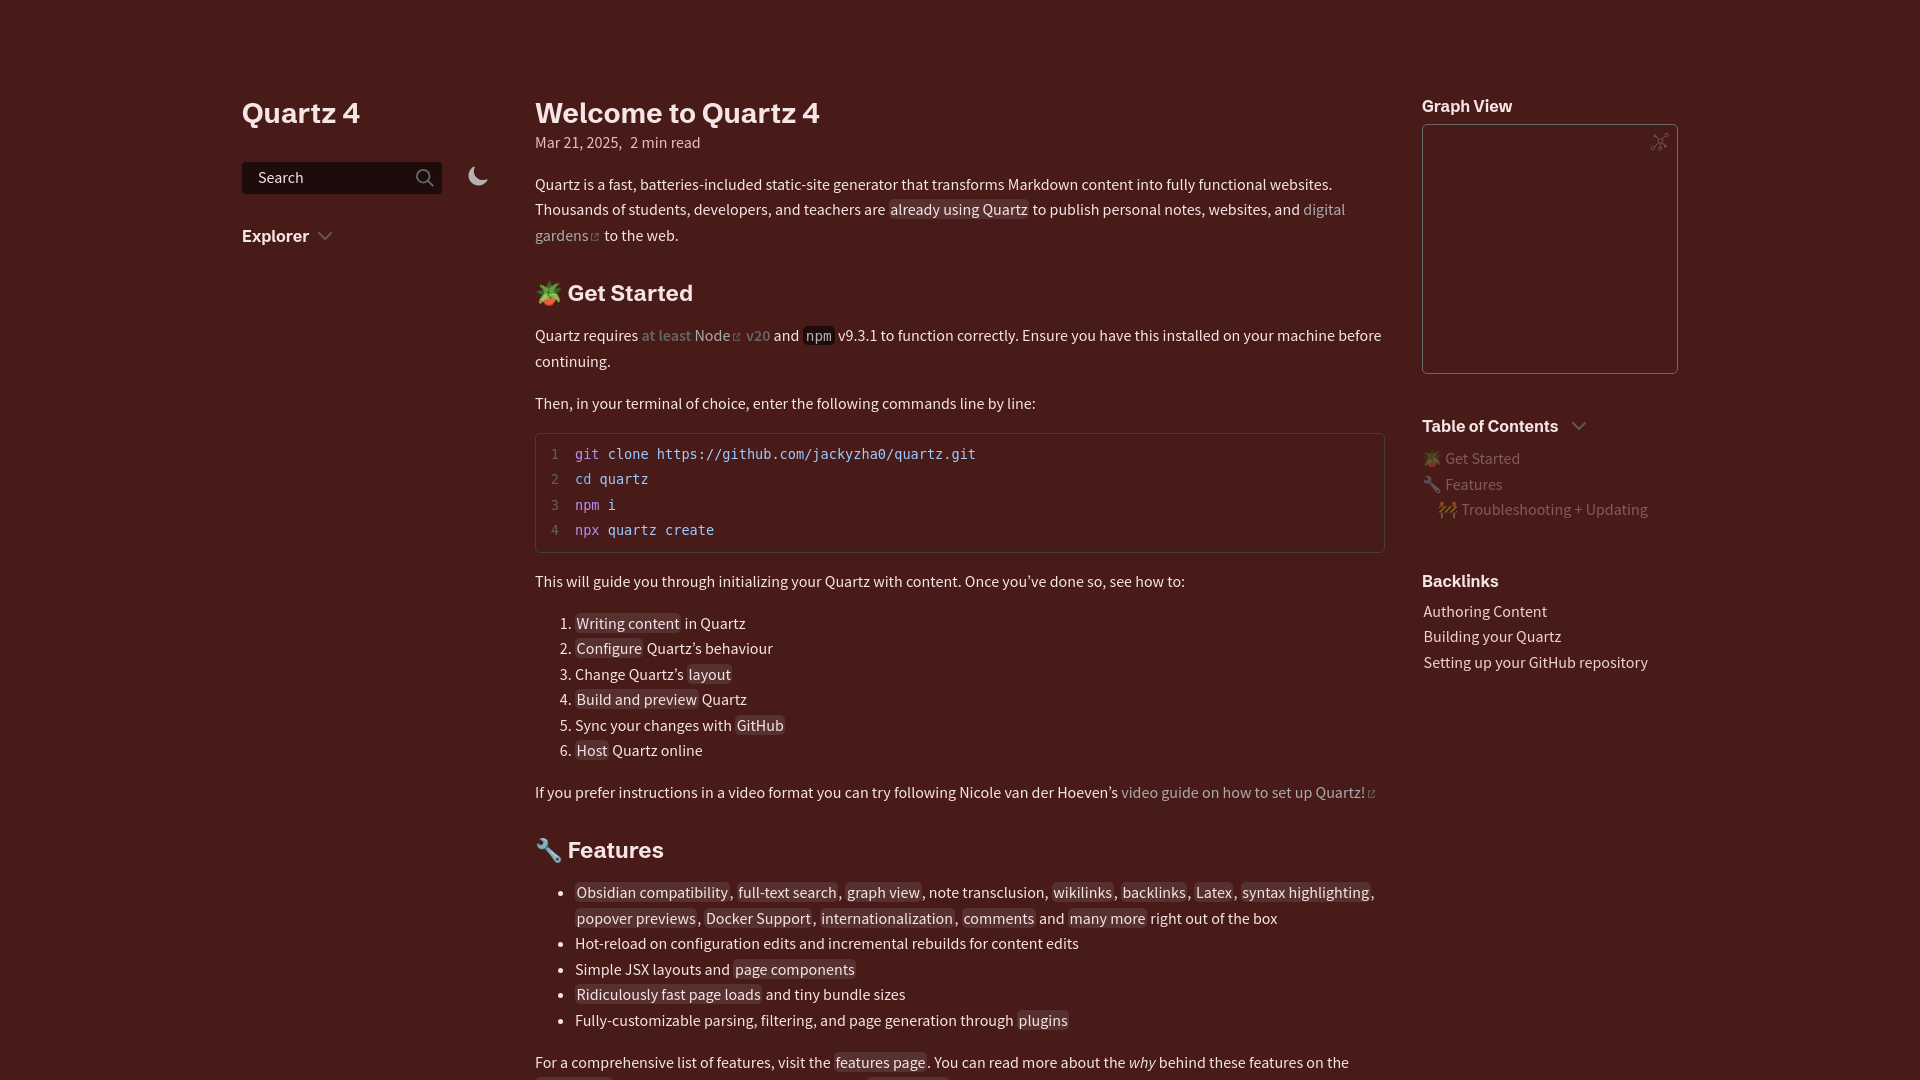 Quartz 4
Search
Explorer
Welcome to Quartz 4
Mar 21, 2025, 2 min read
Quartz is a fast, batteries-included static-site generator that transforms Markdown content into fully functional websites.
Thousands of students, developers, and teachers are already using Quartz to publish personal notes, websites, and digital
gardens to the web.
🪴 Get Started
Quartz requires at least Node v20 and npm v9.3.1 to function correctly. Ensure you have this installed on your machine before
continuing.
Then, in your terminal of choice, enter the following commands line by line:
1 git clone https://github.com/jackyzha0/quartz.git
2 cd quartz
3 npm i
4 npx quartz create
This will guide you through initializing your Quartz with content. Once you’ve done so, see how to:
1. Writing content in Quartz
2. Configure Quartz’s behaviour
3. Change Quartz’s layout
4. Build and preview Quartz
5. Sync your changes with GitHub
6. Host Quartz online
If you prefer instructions in a video format you can try following Nicole van der Hoeven’s video guide on how to set up Quartz!
🔧 Features
• Obsidian compatibility, full-text search, graph view, note transclusion, wikilinks, backlinks, Latex, syntax highlighting,
popover previews, Docker Support, internationalization, comments and many more right out of the box
• Hot-reload on configuration edits and incremental rebuilds for content edits
• Simple JSX layouts and page components
• Ridiculously fast page loads and tiny bundle sizes
• Fully-customizable parsing, filtering, and page generation through plugins
For a comprehensive list of features, visit the features page. You can read more about the why behind these features on the
Graph View
Table of Contents
🪴 Get Started
🔧 Features
🚧 Troubleshooting + Updating
Backlinks
Authoring Content
Building your Quartz
Setting up your GitHub repository